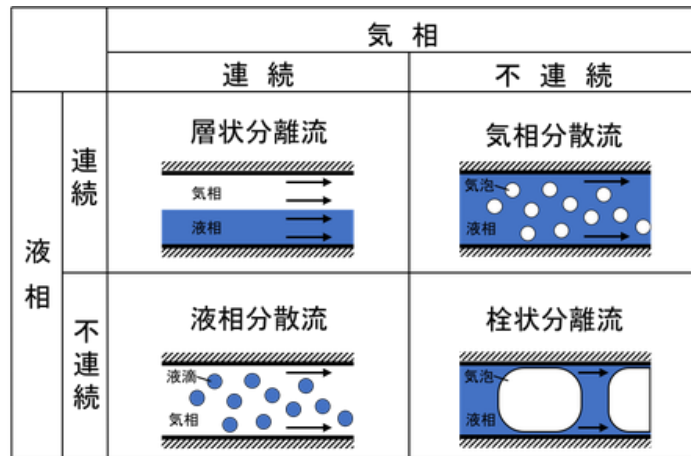 気相
連続
不連続
液相
連続
層状分離流
気相
液相
気相分散流
気泡
液相
不連続
液相分散流
液滴
気相
栓状分離流
気泡
液相